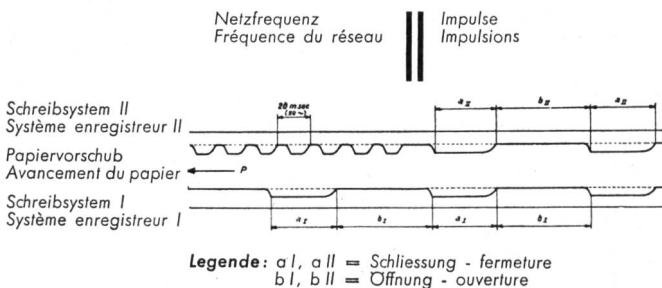 Netzfrequenz
Fréquence du réseau
Impulse
Impulsions
20 msec
(50 ~)
a II
b II
a II
Schreibsystem II
Système enregistreur II
Papiervorschub
Avancement du papier
P
Schreibsystem I
Système enregistreur I
a I
b I
a I
b I
Legende: a I, a II = Schliessung - fermeture
b I, b II = Öffnung - ouverture